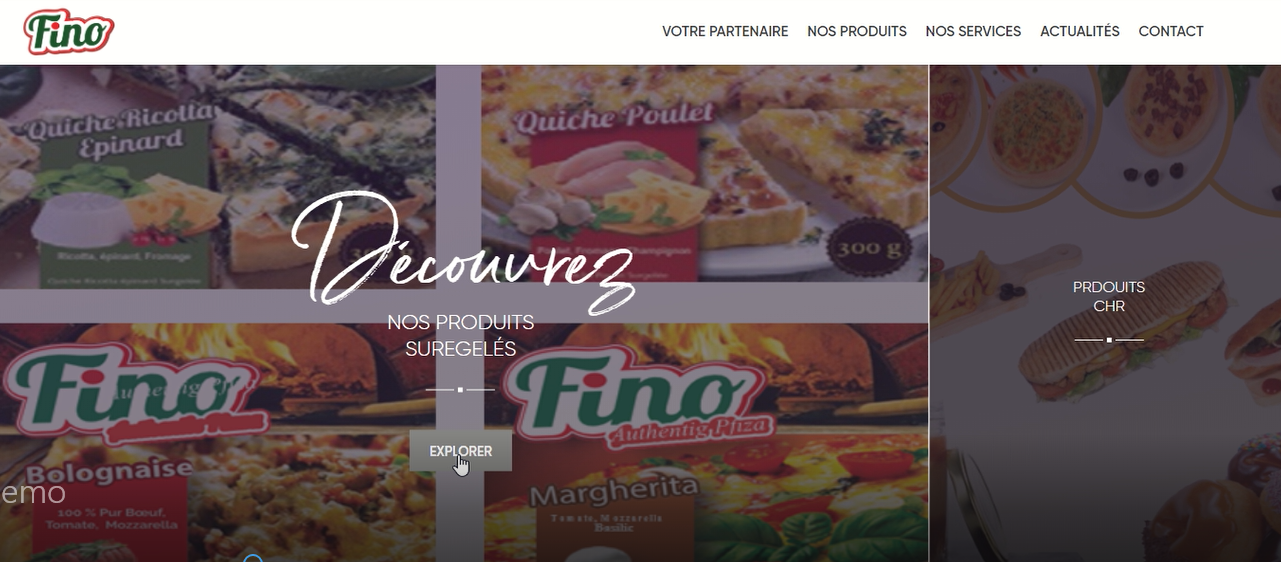 Fino
VOTRE PARTENAIRE NOS PRODUITS NOS SERVICES ACTUALITÉS CONTACT
Quiche Ricotta
Epinard
Ricotta, épinard, Fromage
Quiche Poulet
300 g
Découvrez
NOS PRODUITS
SUREGELÉS
EXPLORER
PRDOUITS
CHR
Fino
Bolognaise
100 % Pur Bœuf,
Tomate, Mozzarella
Fino
Margherita
Tomate, Mozzarella
Basilic
emo